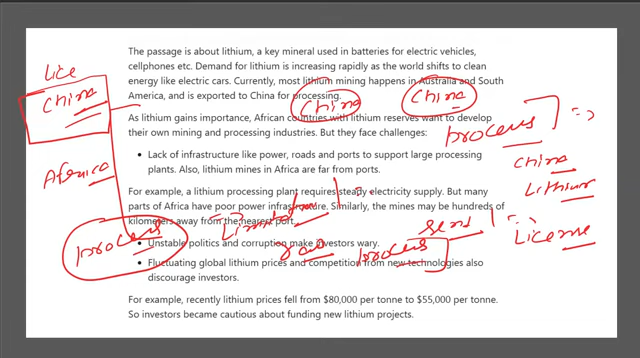 The passage is about lithium, a key mineral used in batteries for electric vehicles,
cellphones etc. Demand for lithium is increasing rapidly as the world shifts to clean
energy like electric cars. Currently, most lithium mining happens in Australia and South
America, and is exported to China for processing.
As lithium gains importance, African countries with lithium reserves want to develop
their own mining and processing industries. But they face challenges:
• Lack of infrastructure like power, roads and ports to support large processing
plants. Also, lithium mines in Africa are far from ports.
For example, a lithium processing plant requires steady electricity supply. But many
parts of Africa have poor power infrastructure. Similarly, the mines may be hundreds of
kilometers away from the nearest port.
• Unstable politics and corruption make investors wary.
• Fluctuating global lithium prices and competition from new technologies also
discourage investors.
For example, recently lithium prices fell from $80,000 per tonne to $55,000 per tonne.
So investors became cautious about funding new lithium projects.
Lice
China
Africa
process
China
China
process
China
Lithium
License
process